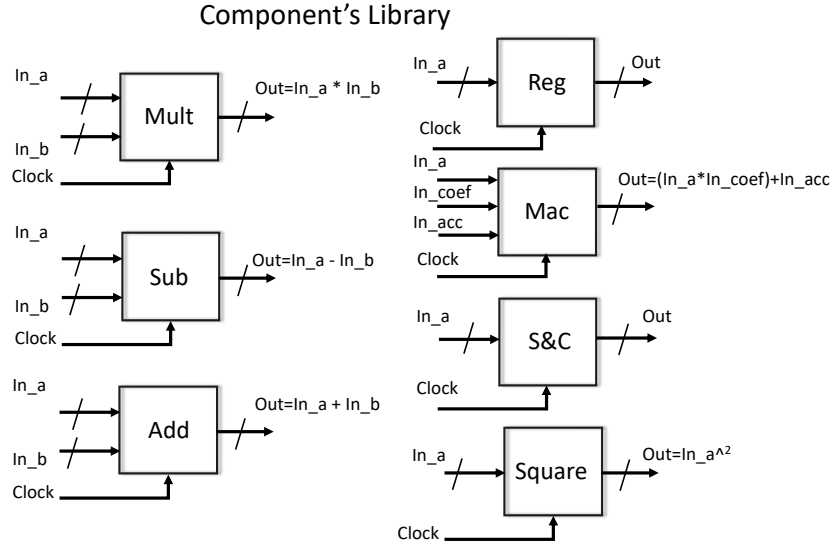 Component's Library
In_a
In_b
Clock
Mult
Out=In_a * In_b
In_a
In_b
Clock
Sub
Out=In_a - In_b
In_a
In_b
Clock
Add
Out=In_a + In_b
In_a
Clock
Reg
Out
In_a
In_coef
In_acc
Clock
Mac
Out=(In_a*In_coef)+In_acc
In_a
Clock
S&C
Out
In_a
Clock
Square
Out=In_a^2